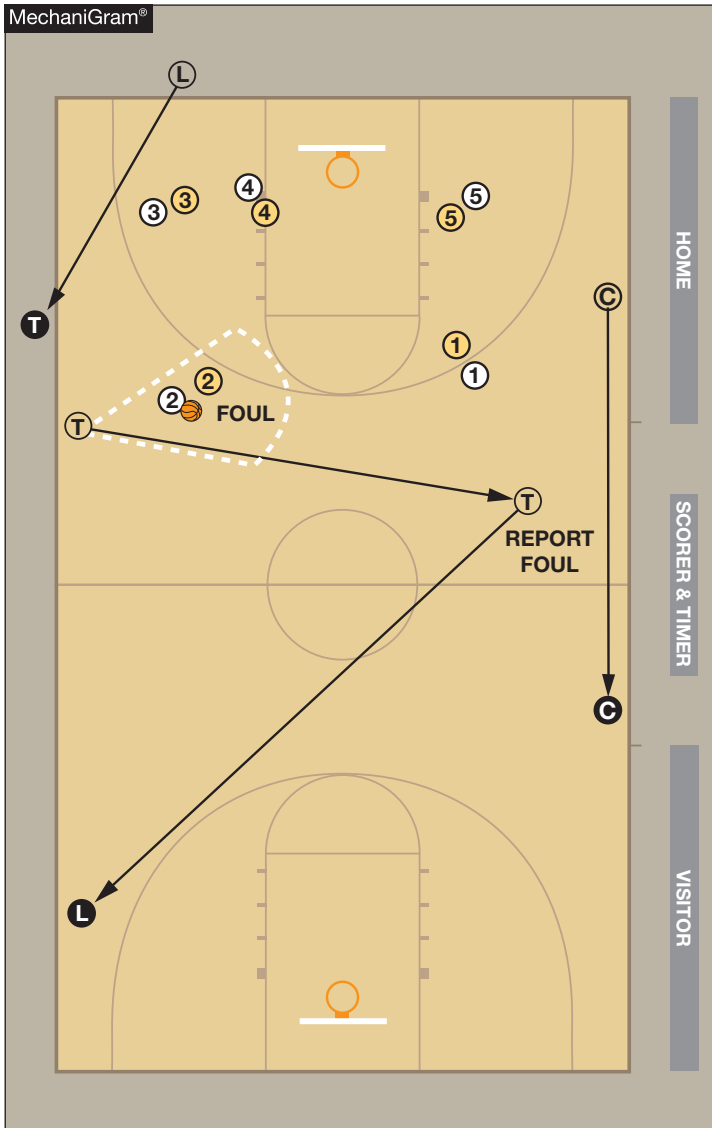 MechaniGram®
L
3
3
4
4
5
5
HOME
C
T
1
1
2
2
FOUL
T
T
REPORT
FOUL
SCORER & TIMER
C
VISITOR
L